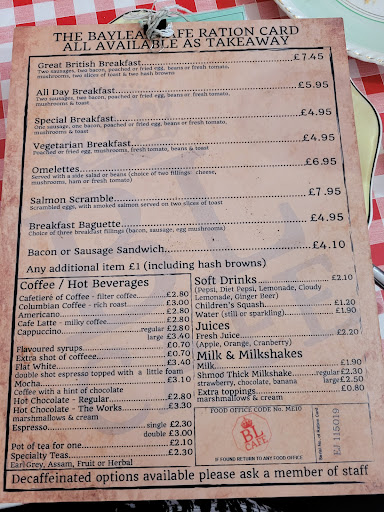 THE BAYLEAF CAFE RATION CARD
ALL AVAILABLE AS TAKEAWAY
Great British Breakfast £7.45
Two sausages, two bacon, poached or fried egg, beans or fresh tomato,
mushrooms, two slices of toast & two hash browns
All Day Breakfast £5.95
Two sausages, two bacon, poached or fried egg, beans or fresh tomato,
mushrooms & toast
Special Breakfast £4.95
One sausage, one bacon, poached or fried egg, beans or fresh tomato,
mushrooms & toast
Vegetarian Breakfast £4.95
Poached or fried egg, mushrooms, fresh tomato, beans & toast
Omelettes £6.95
Served with a side salad or beans (choice of two fillings: cheese,
mushrooms, ham or fresh tomato)
Salmon Scramble £7.95
Scrambled eggs, with smoked salmon served on two slices of toast
Breakfast Baguette £4.95
Choice of three breakfast fillings (bacon, sausage, egg mushrooms)
Bacon or Sausage Sandwich £4.10
Any additional item £1 (including hash browns)
Coffee / Hot Beverages
Cafetieré of Coffee - filter coffee £2.80
Columbian Coffee - rich roast £3.00
Americano £2.80
Cafe Latte - milky coffee £2.80
Cappuccino regular £2.80
large £3.40
Flavoured syrups £0.70
Extra shot of coffee £0.70
Flat White £3.40
double shot espresso topped with a little foam
Mocha £3.10
Coffee with a hint of chocolate
Hot Chocolate - Regular £2.80
Hot Chocolate - The Works £3.30
marshmallows & cream
Espresso single £2.30
double £3.00
Pot of tea for one £2.10
Specialty Teas £2.30
Earl Grey, Assam, Fruit or Herbal
Soft Drinks £2.10
(Pepsi, Diet Pepsi, Lemonade, Cloudy
Lemonade, Ginger Beer)
Children's Squash £1.20
Water (still or sparkling) £1.90
Juices
Fresh Juice £2.20
(Apple, Orange, Cranberry)
Milk & Milkshakes
Milk £1.90
Shmod Thick Milkshake regular £2.30
strawberry, chocolate, banana large £2.50
Extra toppings £0.80
marshmallows & cream
FOOD OFFICE CODE No. ME10
BL
CAFE
IF FOUND RETURN TO ANY FOOD OFFICE
Serial No. of Ration Card
EJ 115019
Decaffeinated options available please ask a member of staff